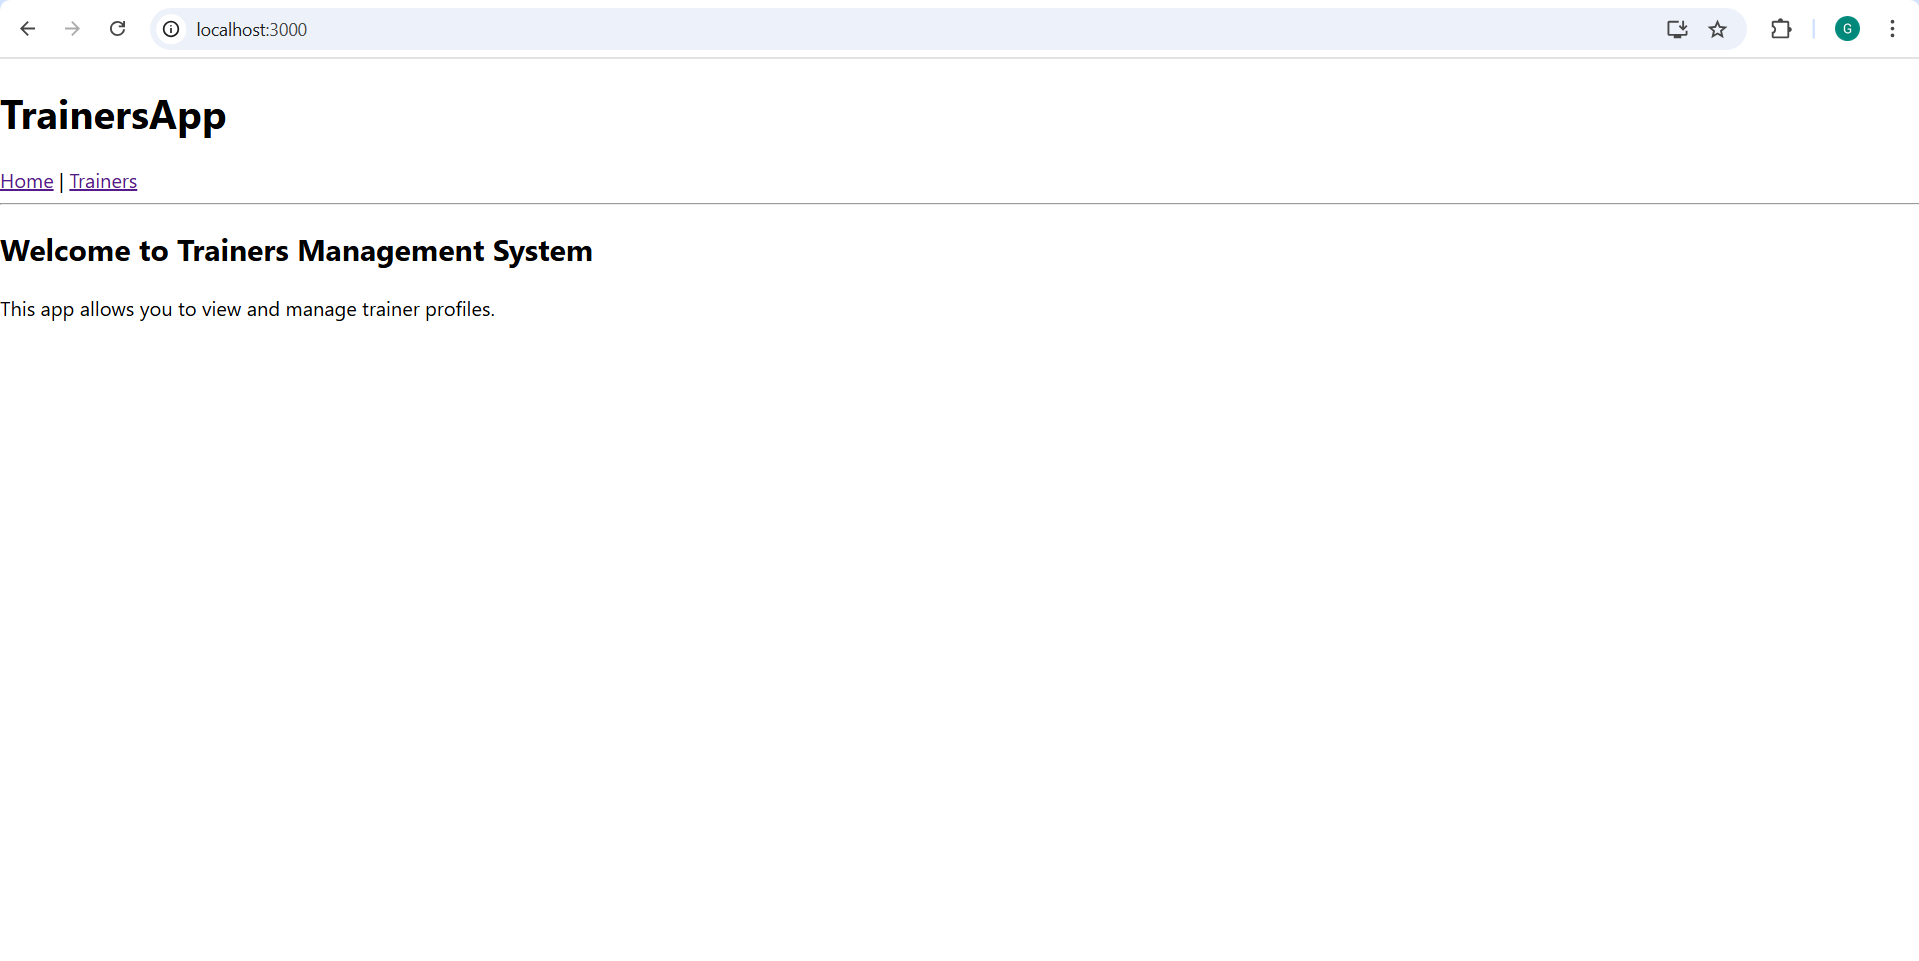 localhost:3000
G
TrainersApp
Home | Trainers
Welcome to Trainers Management System
This app allows you to view and manage trainer profiles.